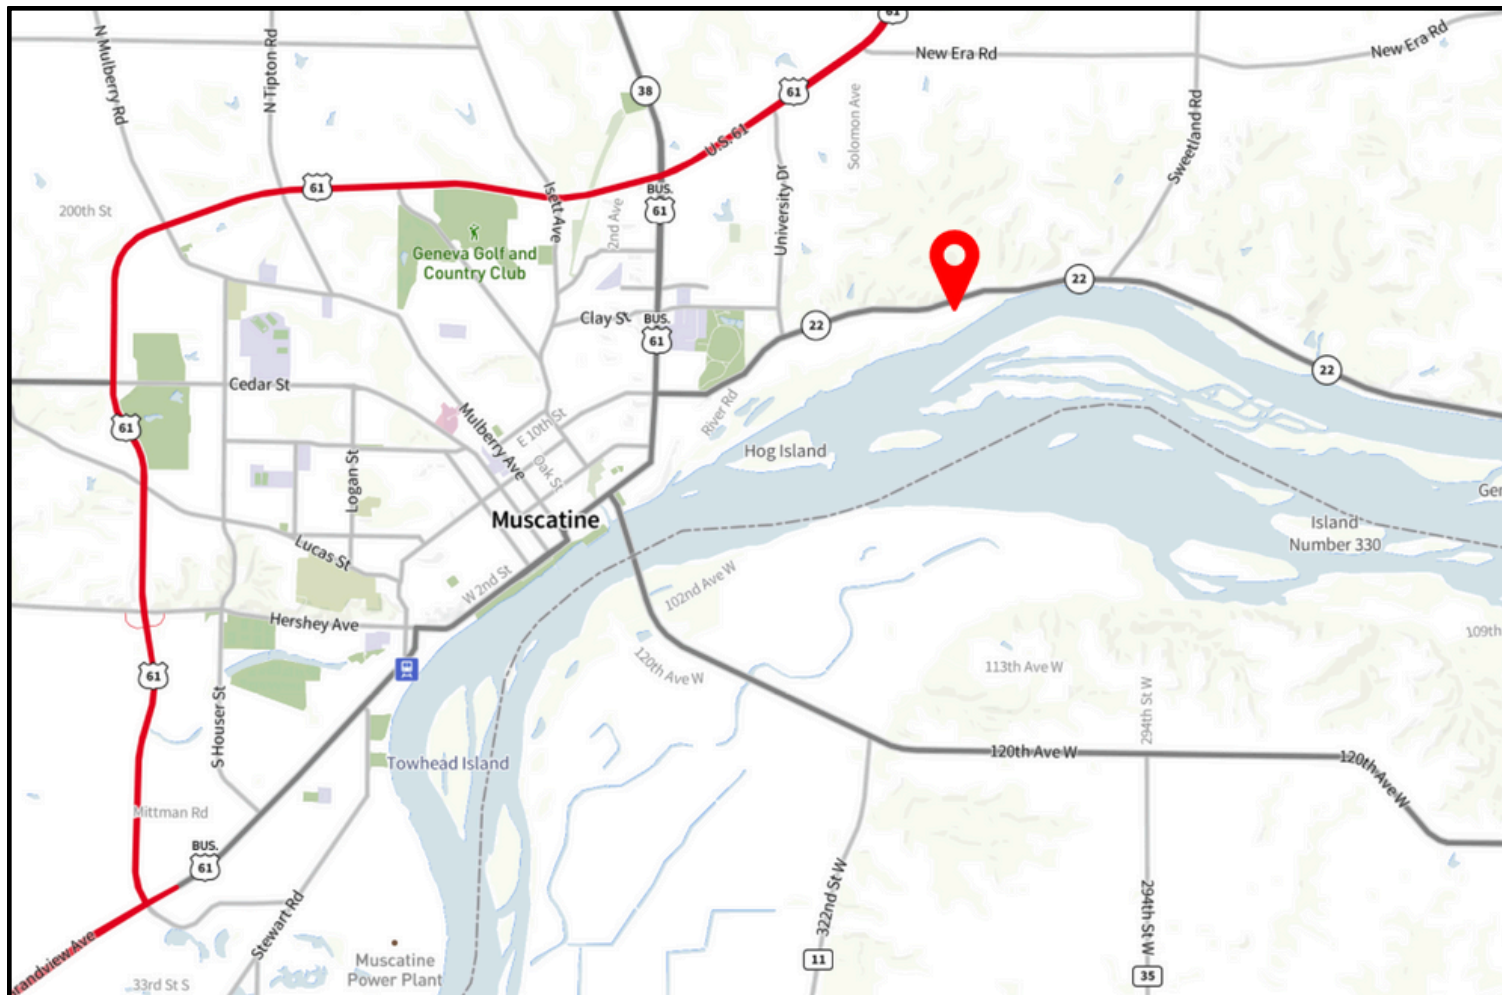 61
New Era Rd
New Era Rd
N Mulberry Rd
N Tipton Rd
38
61
U.S. 61
Solomon Ave
Sweetland Rd
61
BUS.
61
200th St
Isett Ave
2nd Ave
University Dr
Geneva Golf and
Country Club
22
Clay St
BUS.
61
22
22
Cedar St
61
Mulberry Ave
E 10th St
River Rd
Hog Island
Logan St
Oak St
Muscatine
Island
Number 330
Lucas St
W 2nd St
102nd Ave W
Hershey Ave
120th Ave W
113th Ave W
109th
61
S Houser St
294th St W
Towhead Island
120th Ave W
120th Ave W
Mittman Rd
BUS.
61
322nd St W
294th St W
Stewart Rd
randview Ave
Muscatine
Power Plant
11
35
33rd St S